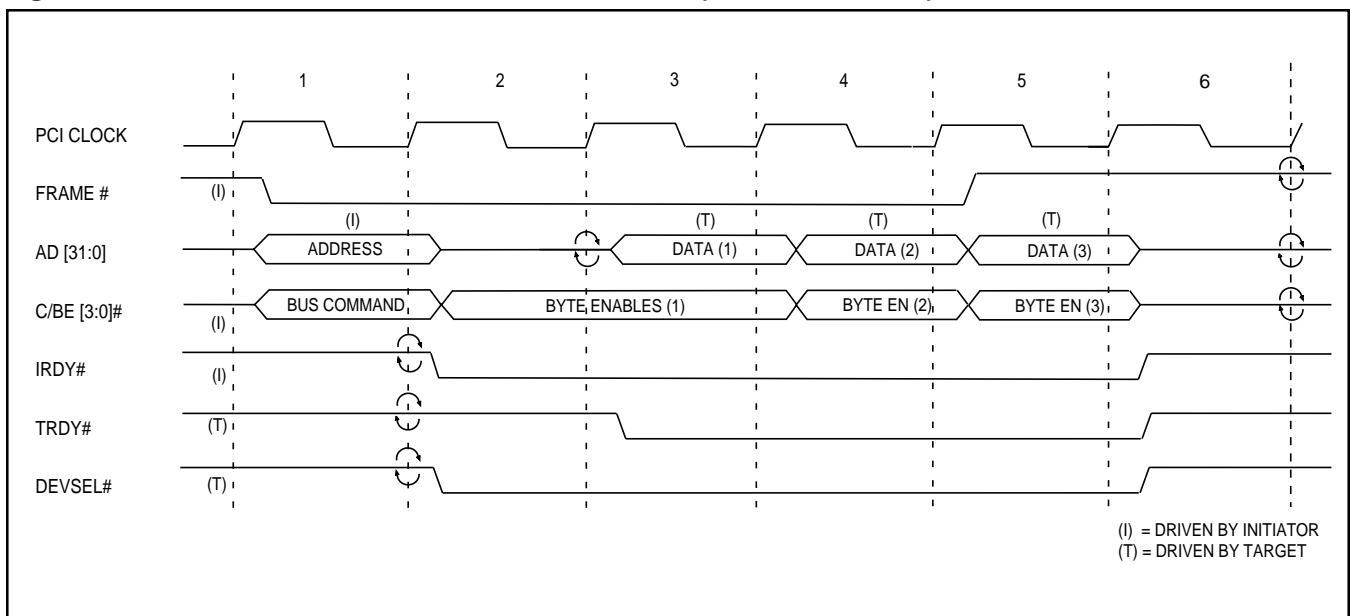 1 2 3 4 5 6
PCI CLOCK
FRAME # (I)
(I) (T) (T) (T)
AD [31:0] ADDRESS DATA (1) DATA (2) DATA (3)
C/BE [3:0]# BUS COMMAND BYTE ENABLES (1) BYTE EN (2) BYTE EN (3)
(I)
IRDY# (I)
TRDY# (T)
DEVSEL# (T)
(I) = DRIVEN BY INITIATOR
(T) = DRIVEN BY TARGET